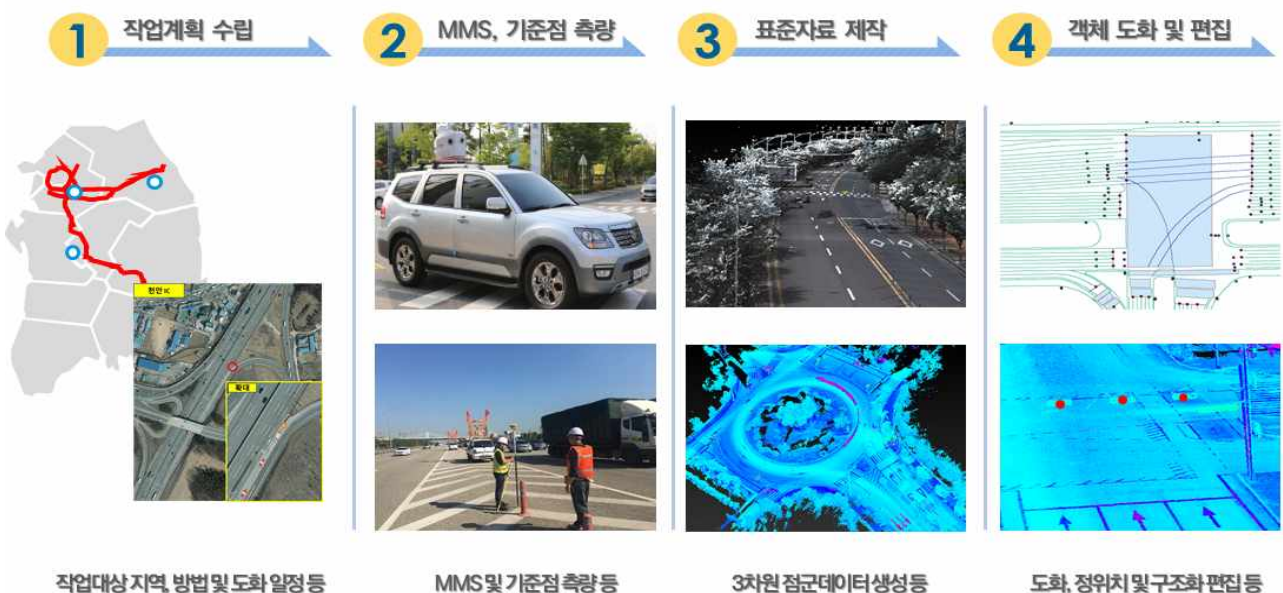 1 작업계획 수립
2 MMS, 기준점 측량
3 표준자료 제작
4 객체 도화 및 편집
천안IC
확대
작업대상 지역, 방법 및 도화 일정 등
MMS 및 기준점 측량 등
3차원 점군데이터 생성 등
도화, 정위치 및 구조화 편집 등